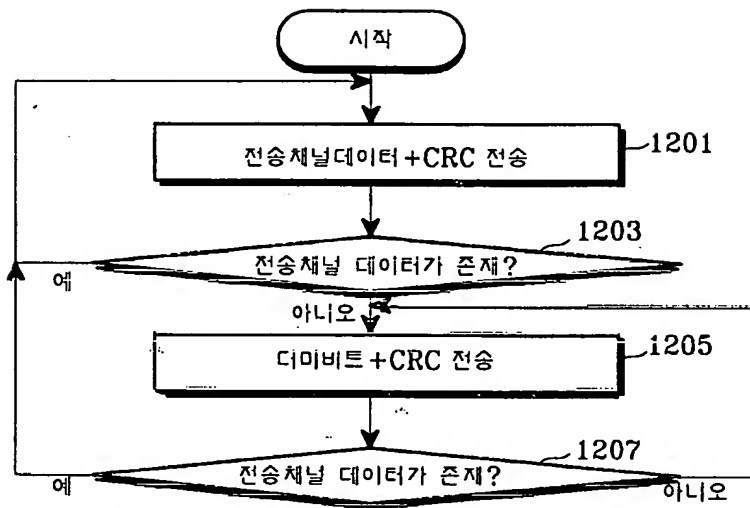 시작
전송채널데이터+CRC 전송
1201
전송채널 데이터가 존재?
1203
예
아니오
더미비트+CRC 전송
1205
전송채널 데이터가 존재?
1207
예
아니오